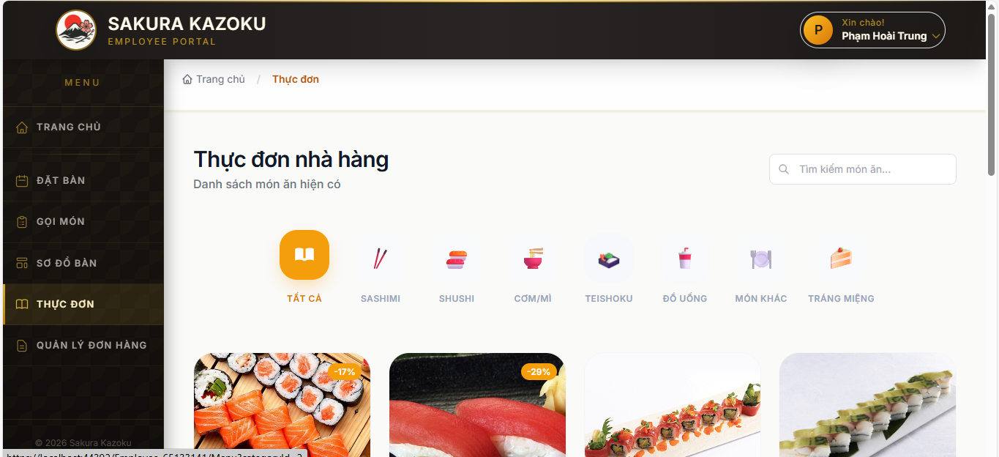 SAKURA KAZOKU
EMPLOYEE PORTAL
P
Xin chào!
Phạm Hoài Trung
MENU
TRANG CHỦ
ĐẶT BÀN
GỌI MÓN
SƠ ĐỒ BÀN
THỰC ĐƠN
QUẢN LÝ ĐƠN HÀNG
© 2026 Sakura Kazoku
Trang chủ / Thực đơn
Thực đơn nhà hàng
Danh sách món ăn hiện có
Tìm kiếm món ăn...
TẤT CẢ
SASHIMI
SHUSHI
CƠM/MÌ
TEISHOKU
ĐỒ UỐNG
MÓN KHÁC
TRÁNG MIỆNG
-17%
-29%